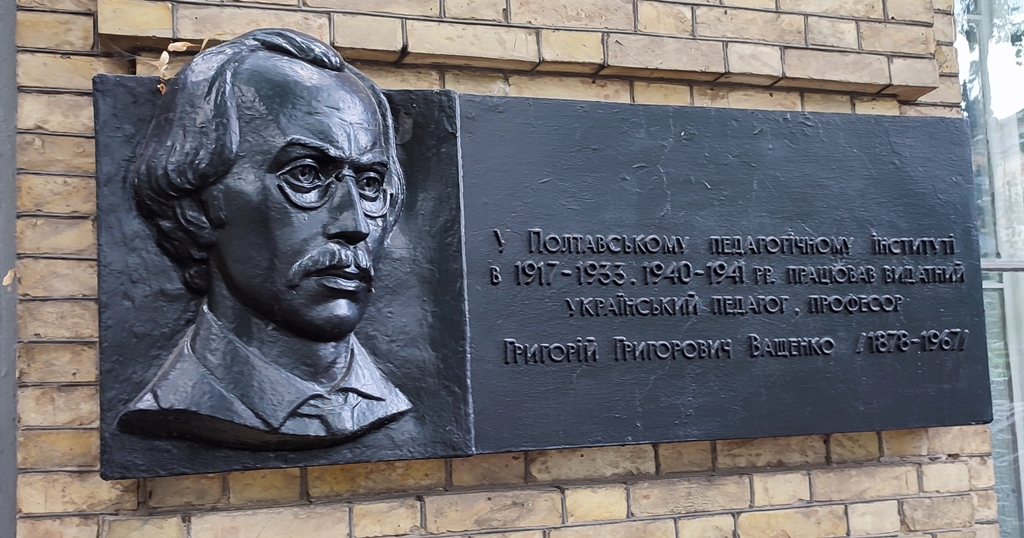 У Полтавському педагогічному інституті
в 1917-1933. 1940-1941 рр. працював видатний
український педагог, професор
Григорій Григорович Ващенко /1878-1967/